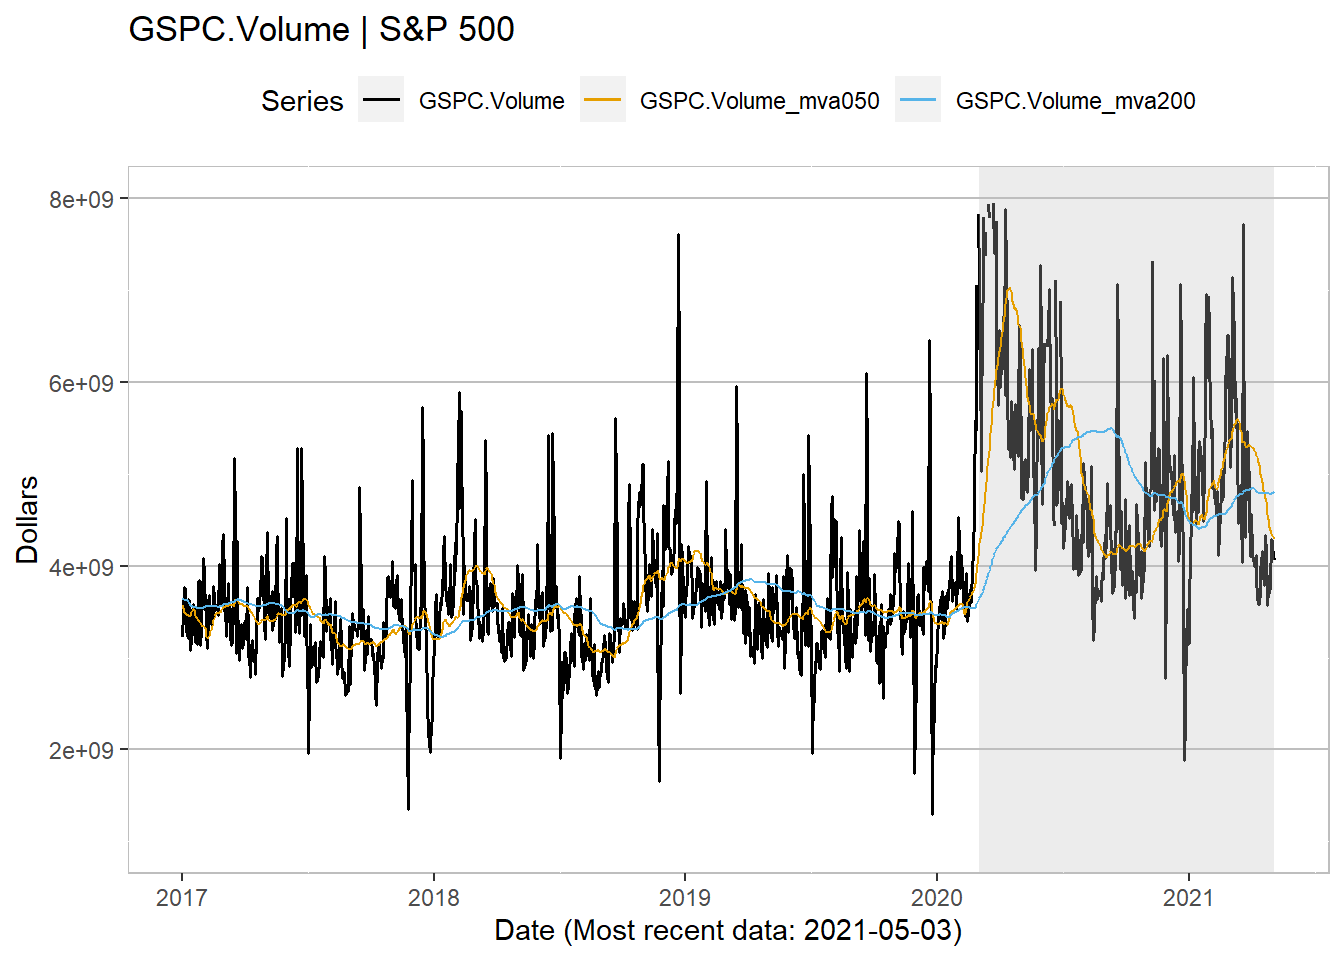 GSPC.Volume | S&P 500
Series GSPC.Volume GSPC.Volume_mva050 GSPC.Volume_mva200
8e+09
6e+09
4e+09
2e+09
Dollars
2017 2018 2019 2020 2021
Date (Most recent data: 2021-05-03)